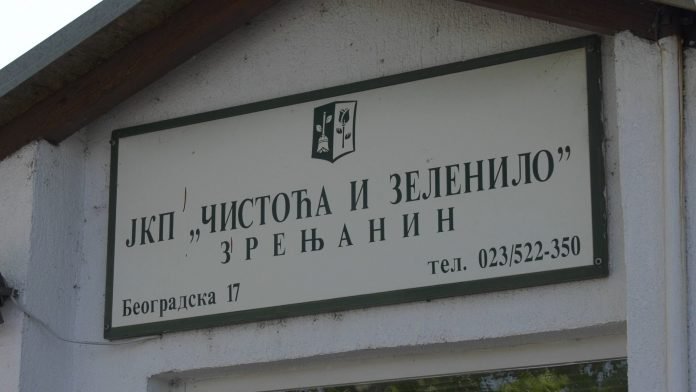 ЈКП „ЧИСТОЋА И ЗЕЛЕНИЛО”
ЗРЕЊАНИН
Београдска 17
тел. 023/522-350